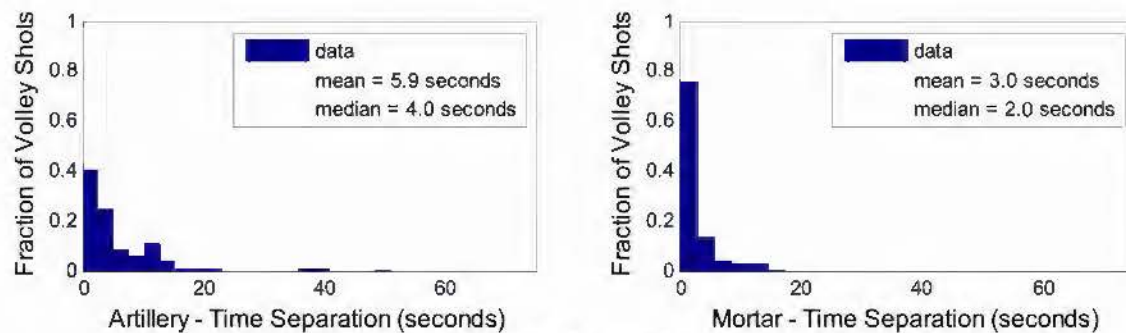 Fraction of Volley Shots
1
0.8
0.6
0.4
0.2
0
data
mean = 5.9 seconds
median = 4.0 seconds
0 20 40 60
Artillery - Time Separation (seconds)
Fraction of Volley Shots
1
0.8
0.6
0.4
0.2
0
data
mean = 3.0 seconds
median = 2.0 seconds
0 20 40 60
Mortar - Time Separation (seconds)